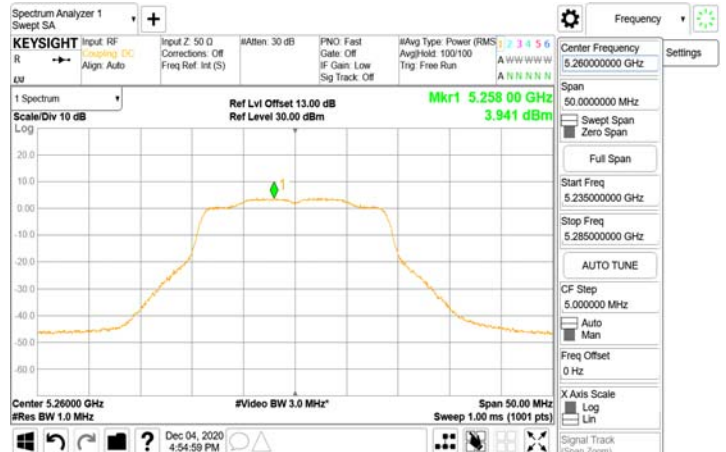 Spectrum Analyzer 1
Swept SA
Frequency
KEYSIGHT
R
LXI
Input: RF
Coupling: DC
Align: Auto
Input Z: 50 Ω
Corrections: Off
Freq Ref: Int (S)
#Atten: 30 dB
PNO: Fast
Gate: Off
IF Gain: Low
Sig Track: Off
#Avg Type: Power (RMS
Avg|Hold: 100/100
Trig: Free Run
1 2 3 4 5 6
A W W W W W
A N N N N N
Center Frequency
5.260000000 GHz
Settings
Span
50.0000000 MHz
Swept Span
Zero Span
Full Span
Start Freq
5.235000000 GHz
Stop Freq
5.285000000 GHz
AUTO TUNE
CF Step
5.000000 MHz
Auto
Man
Freq Offset
0 Hz
X Axis Scale
Log
Lin
Signal Track
(Span Zoom)
1 Spectrum
Scale/Div 10 dB
Log
Ref Lvl Offset 13.00 dB
Ref Level 30.00 dBm
Mkr1 5.258 00 GHz
3.941 dBm
1
20.0
10.0
0.00
-10.0
-20.0
-30.0
-40.0
-50.0
-60.0
Center 5.26000 GHz
#Res BW 1.0 MHz
#Video BW 3.0 MHz*
Span 50.00 MHz
Sweep 1.00 ms (1001 pts)
?
Dec 04, 2020
4:54:59 PM